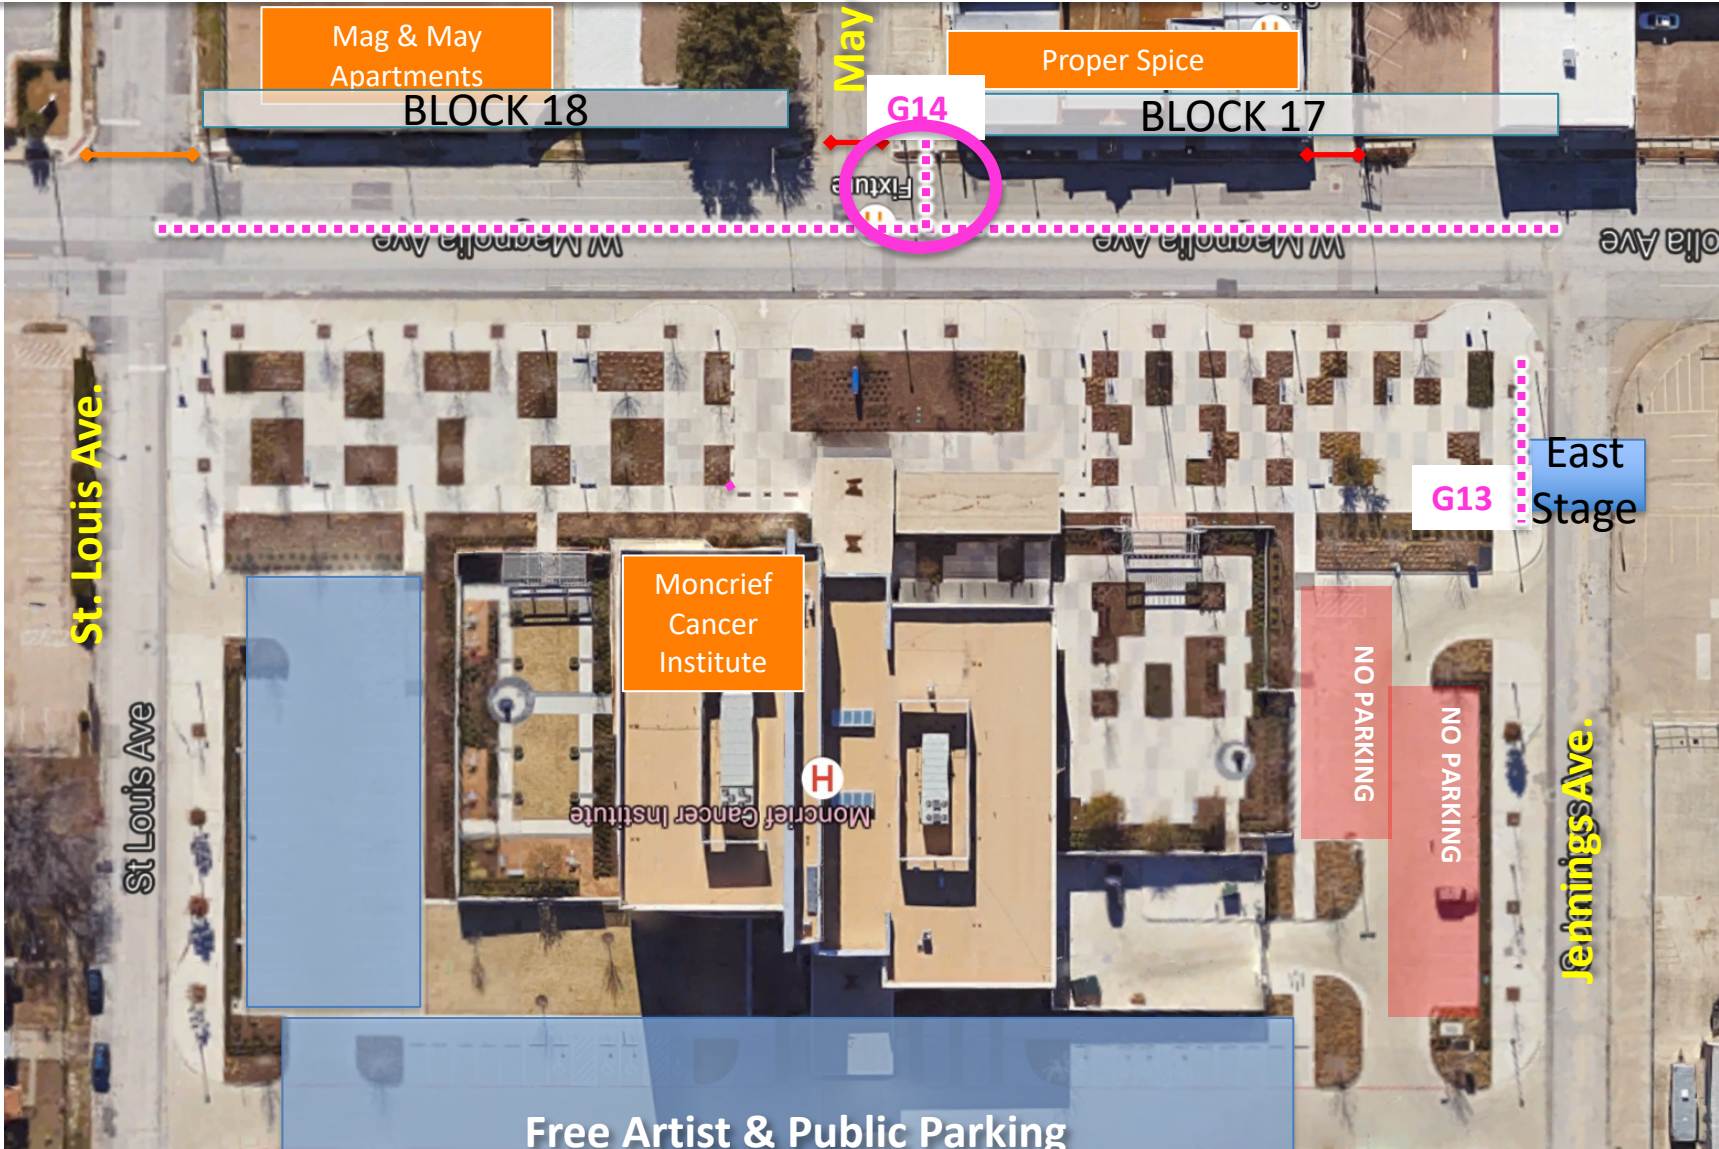 Mag & May
Apartments
May
Proper Spice
BLOCK 18
G14
BLOCK 17
Fixture
W Magnolia Ave
W Magnolia Ave
olia Ave
St. Louis Ave.
East
Stage
G13
Moncrief
Cancer
Institute
NO PARKING
NO PARKING
St Louis Ave
H
Moncrief Cancer Institute
Jennings Ave.
Free Artist & Public Parking